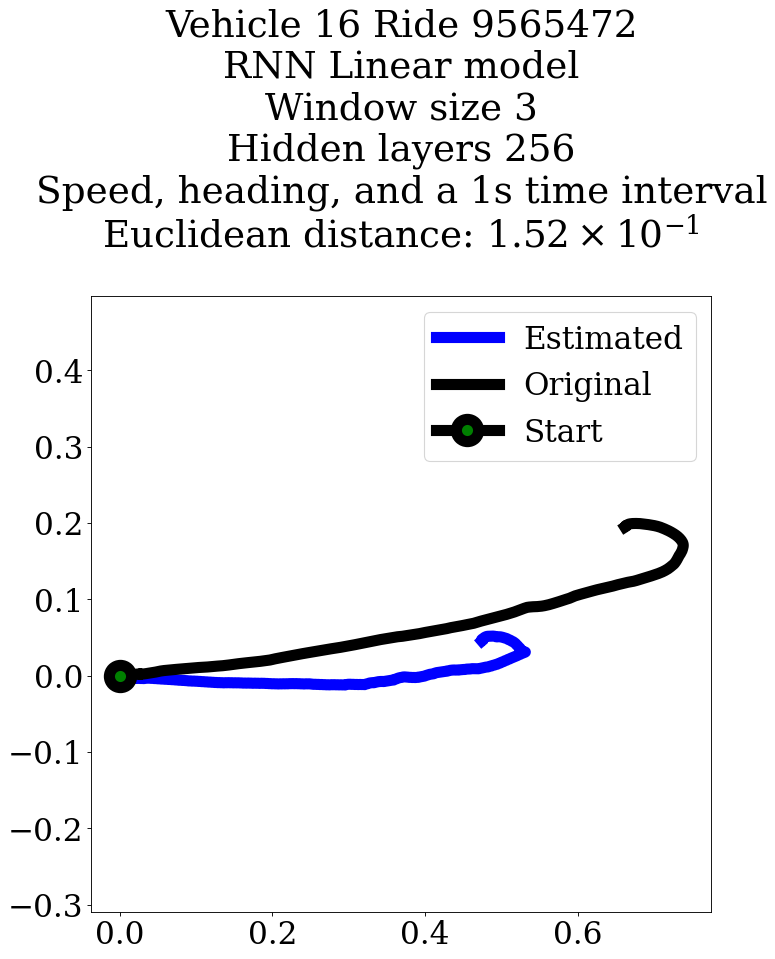 Vehicle 16 Ride 9565472
RNN Linear model
Window size 3
Hidden layers 256
Speed, heading, and a 1s time interval
Euclidean distance: 1.52 × 10⁻¹
Estimated
Original
Start
0.4
0.3
0.2
0.1
0.0
−0.1
−0.2
−0.3
0.0 0.2 0.4 0.6